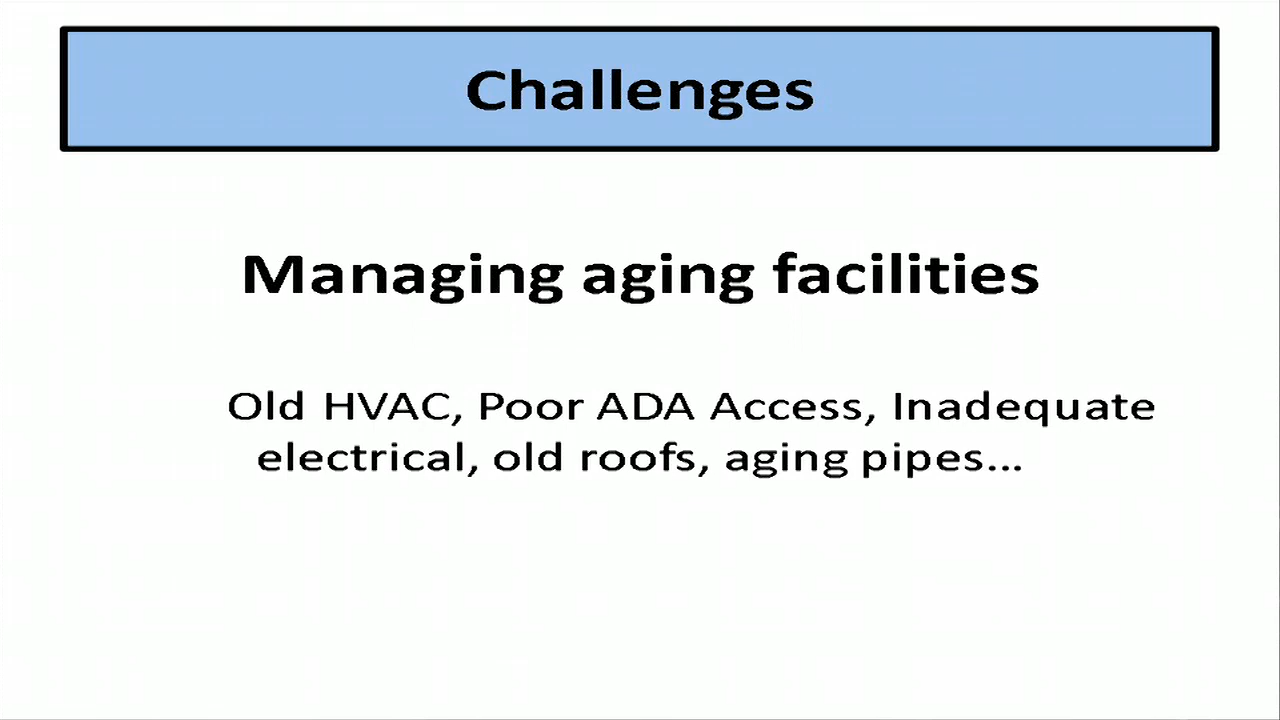 Challenges
Managing aging facilities
Old HVAC, Poor ADA Access, Inadequate
electrical, old roofs, aging pipes...